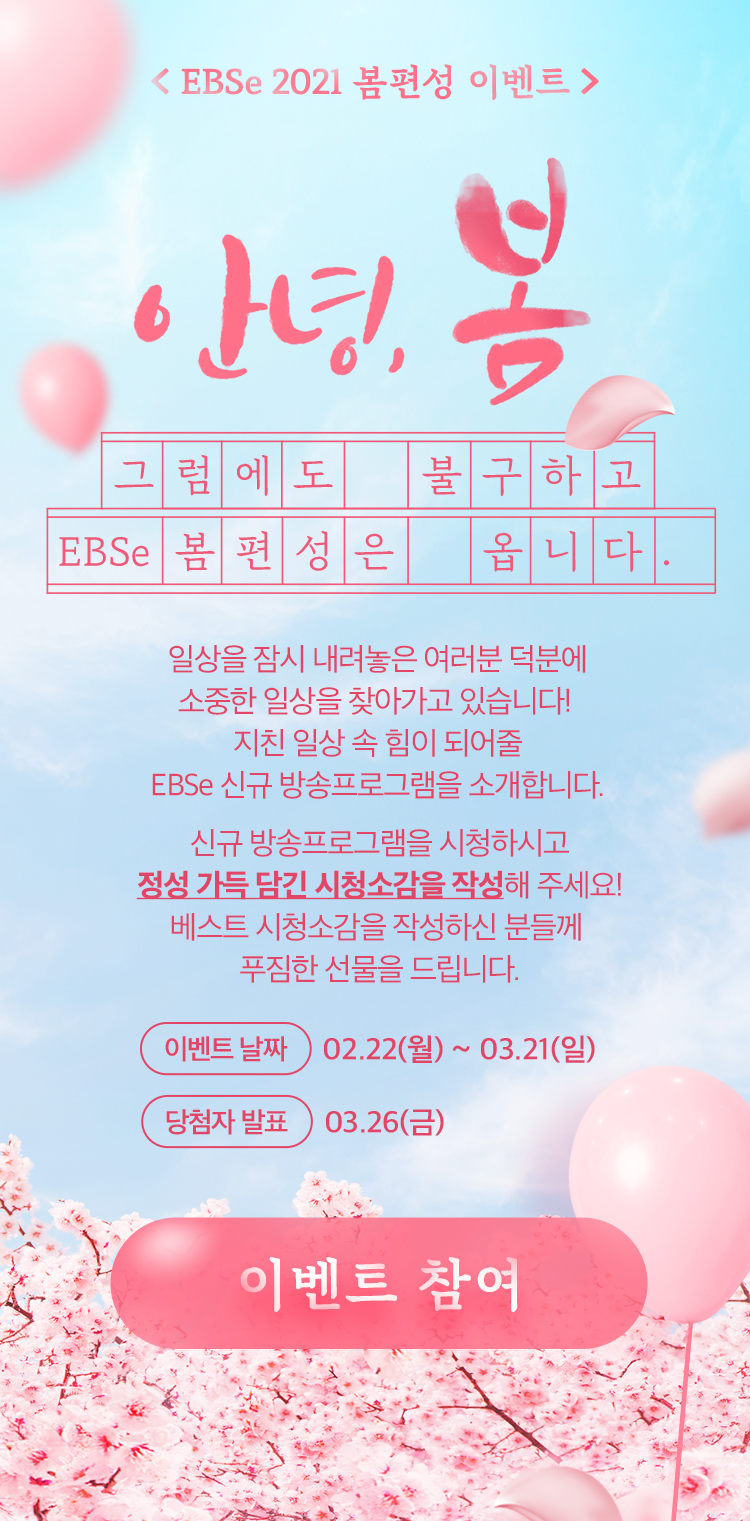 < EBSe 2021 봄편성 이벤트 >
안녕, 봄
그럼에도 불구하고
EBSe 봄편성은 옵니다.
일상을 잠시 내려놓은 여러분 덕분에
소중한 일상을 찾아가고 있습니다!
지친 일상 속 힘이 되어줄
EBSe 신규 방송프로그램을 소개합니다.
신규 방송프로그램을 시청하시고
정성 가득 담긴 시청소감을 작성해 주세요!
베스트 시청소감을 작성하신 분들께
푸짐한 선물을 드립니다.
이벤트 날짜 02.22(월) ~ 03.21(일)
당첨자 발표 03.26(금)
이벤트 참여